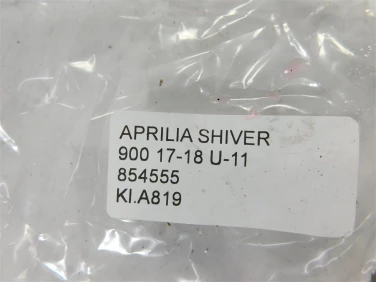 APRILIA SHIVER
900 17-18 U-11
854555
KI.A819